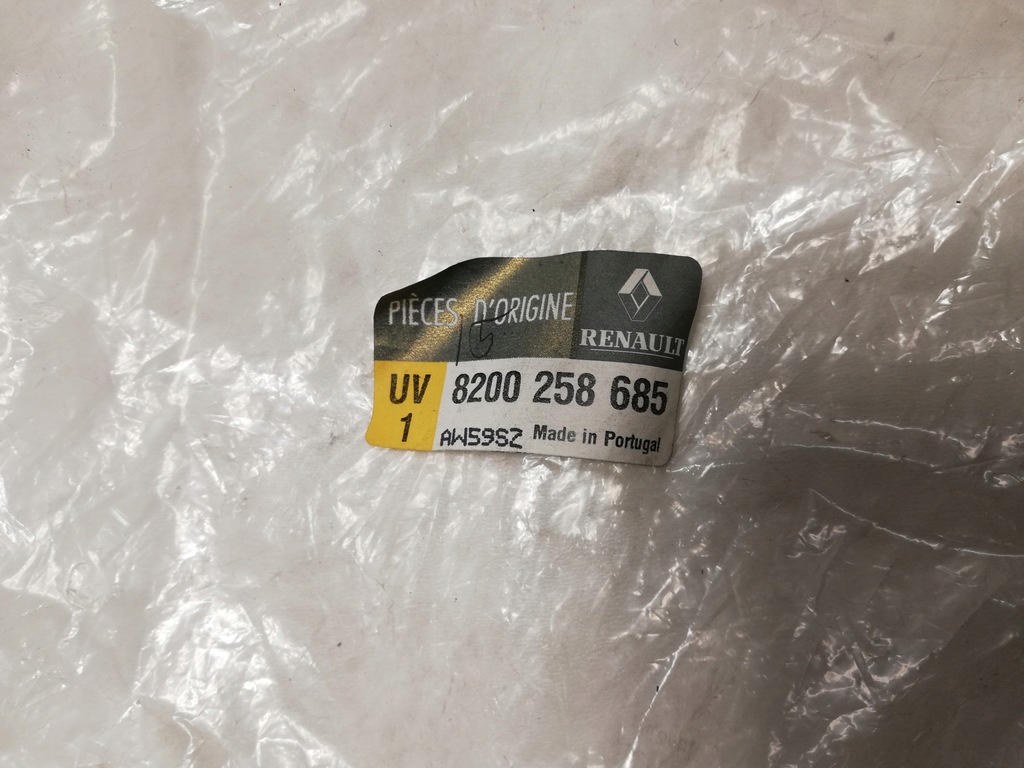 PIÈCES D'ORIGINE
RENAULT
UV 8200 258 685
1 AW59SZ Made in Portugal